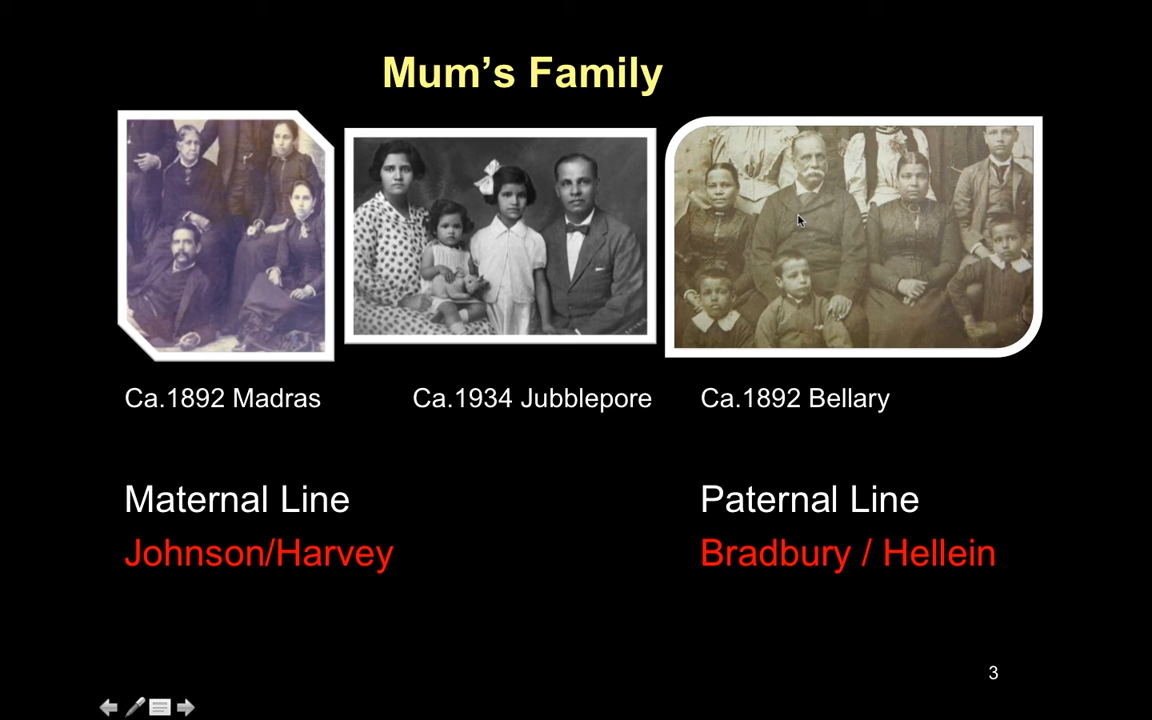 Mum’s Family
Ca.1892 Madras
Ca.1934 Jubblepore
Ca.1892 Bellary
Maternal Line
Paternal Line
Johnson/Harvey
Bradbury / Hellein
3